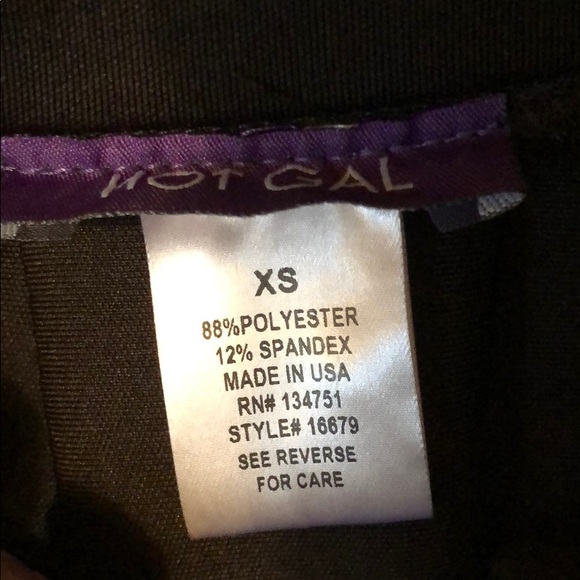 HOT GAL
XS
88%POLYESTER
12% SPANDEX
MADE IN USA
RN# 134751
STYLE# 16679
SEE REVERSE
FOR CARE